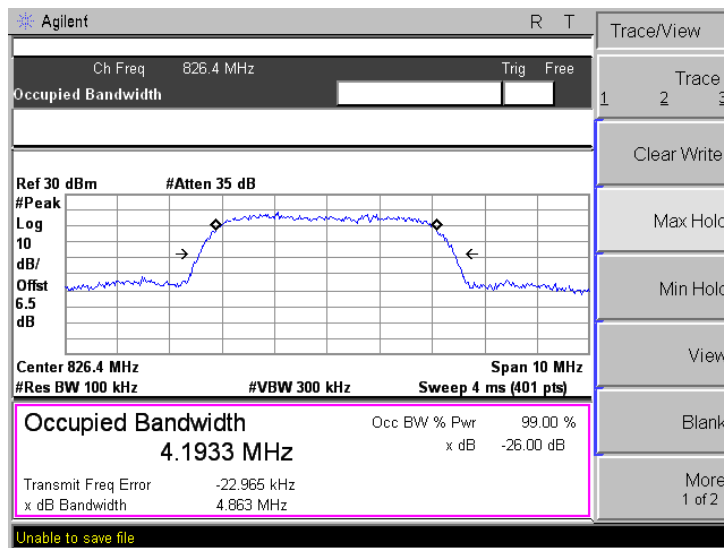 Agilent R T
Ch Freq 826.4 MHz Trig Free
Occupied Bandwidth
Ref 30 dBm #Atten 35 dB
#Peak
Log
10
dB/
Offst
6.5
dB
Center 826.4 MHz Span 10 MHz
#Res BW 100 kHz #VBW 300 kHz Sweep 4 ms (401 pts)
Occupied Bandwidth Occ BW % Pwr 99.00 %
4.1933 MHz x dB -26.00 dB
Transmit Freq Error -22.965 kHz
x dB Bandwidth 4.863 MHz
Unable to save file
Trace/View
Trace
1 2 3
Clear Write
Max Hold
Min Hold
View
Blank
More
1 of 2